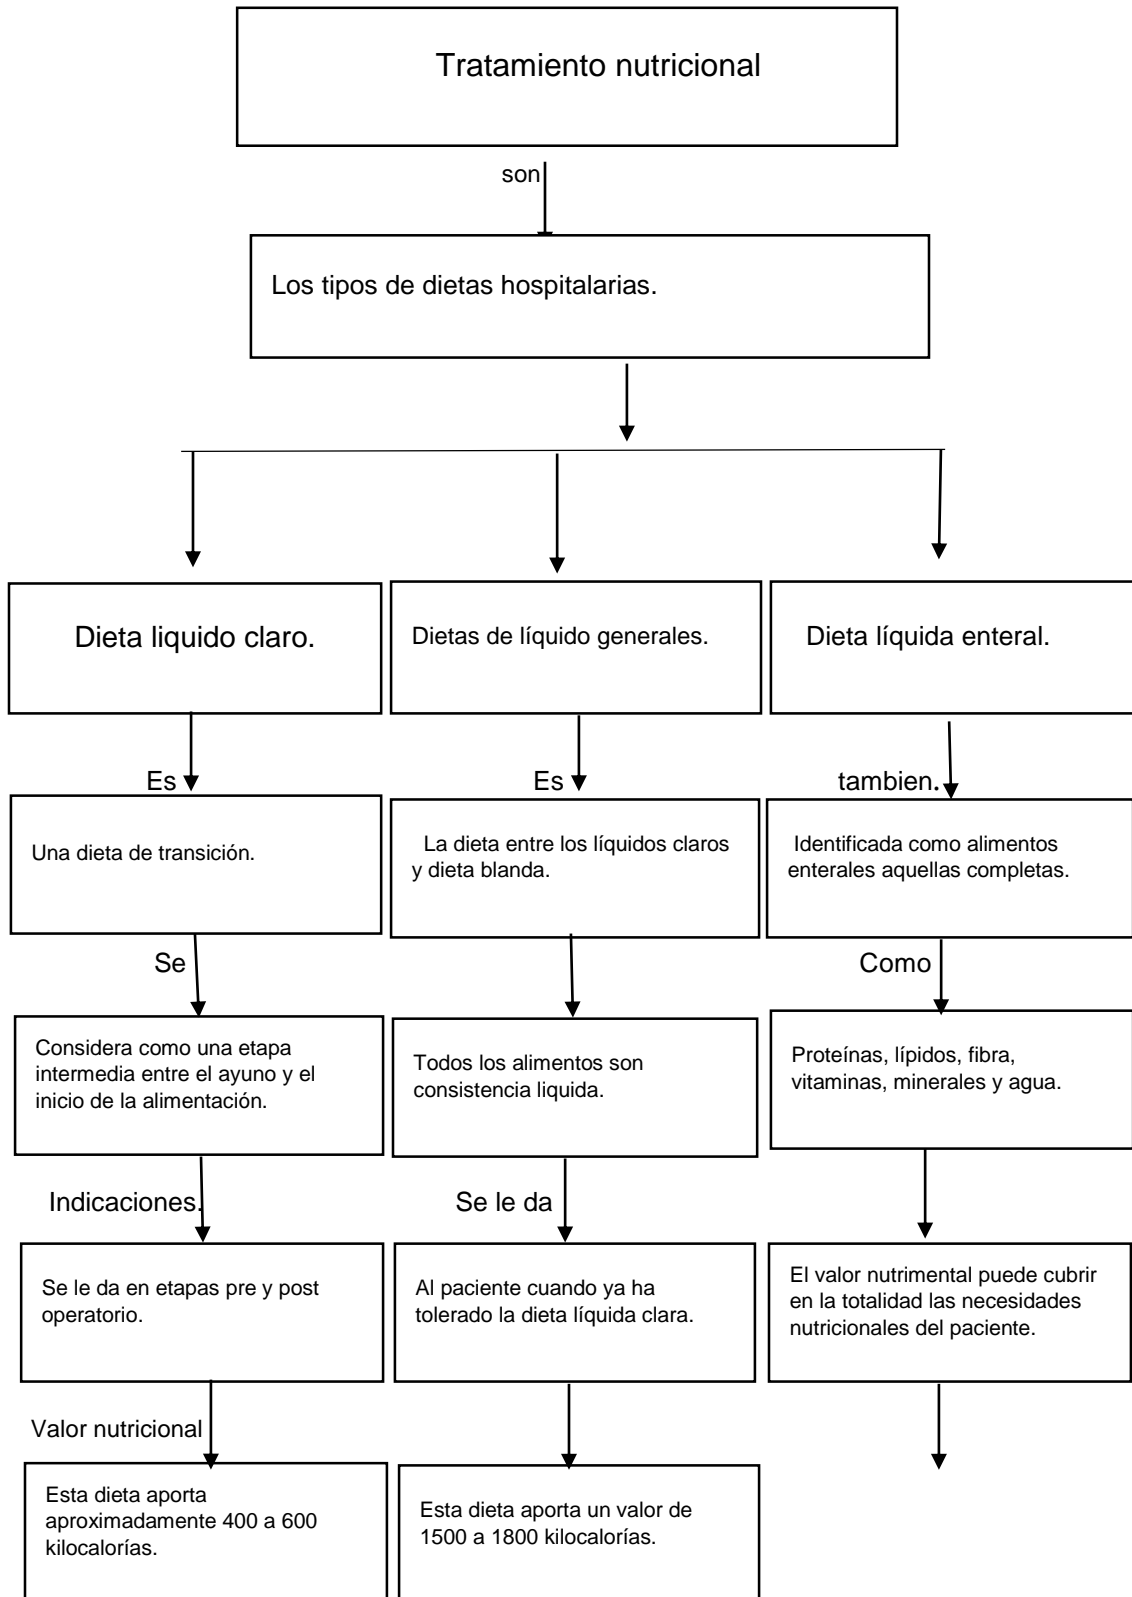 Tratamiento nutricional
son
Los tipos de dietas hospitalarias.
Dieta liquido claro.
Dietas de líquido generales.
Dieta líquida enteral.
Es
Es
tambien.
Una dieta de transición.
La dieta entre los líquidos claros
y dieta blanda.
Identificada como alimentos
enterales aquellas completas.
Se
Como
Considera como una etapa
intermedia entre el ayuno y el
inicio de la alimentación.
Todos los alimentos son
consistencia liquida.
Proteínas, lípidos, fibra,
vitaminas, minerales y agua.
Indicaciones.
Se le da
Se le da en etapas pre y post
operatorio.
Al paciente cuando ya ha
tolerado la dieta líquida clara.
El valor nutrimental puede cubrir
en la totalidad las necesidades
nutricionales del paciente.
Valor nutricional
Esta dieta aporta
aproximadamente 400 a 600
kilocalorías.
Esta dieta aporta un valor de
1500 a 1800 kilocalorías.